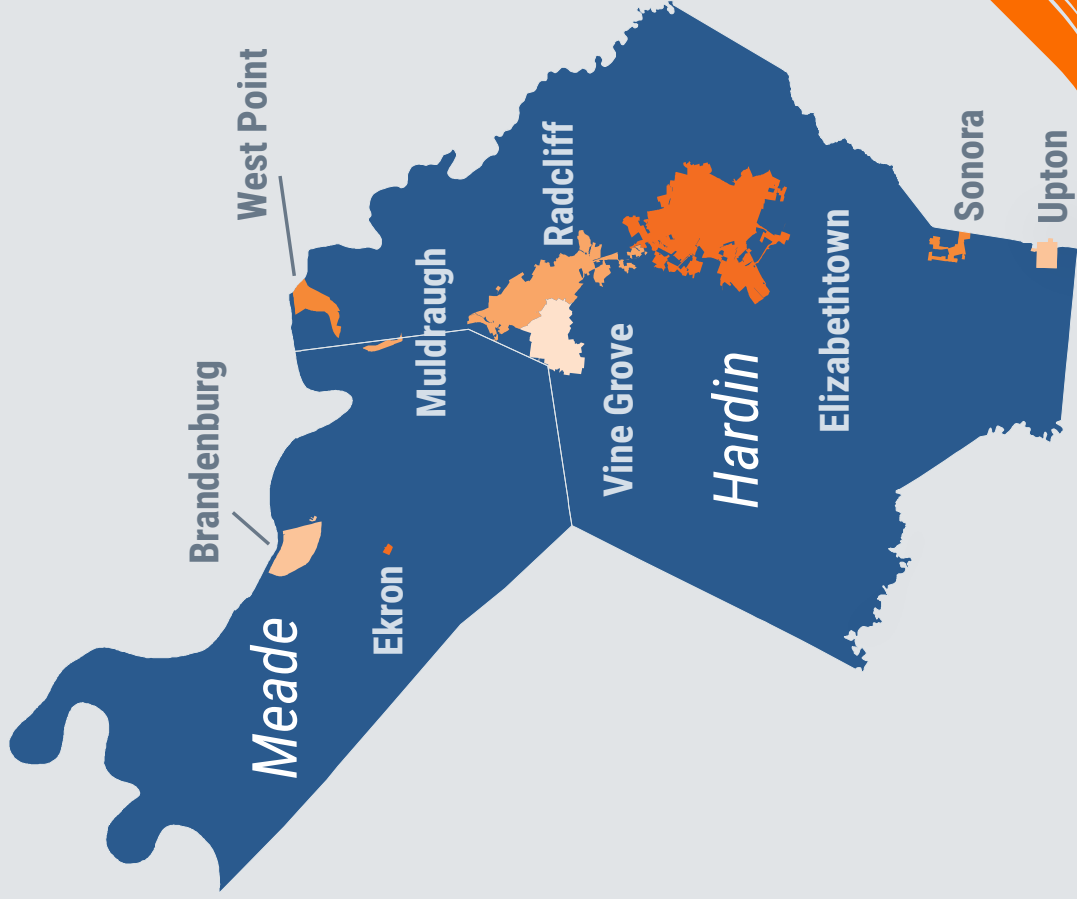 Brandenburg
West Point
Meade
Ekron
Muldraugh
Radcliff
Vine Grove
Hardin
Elizabethtown
Sonora
Upton